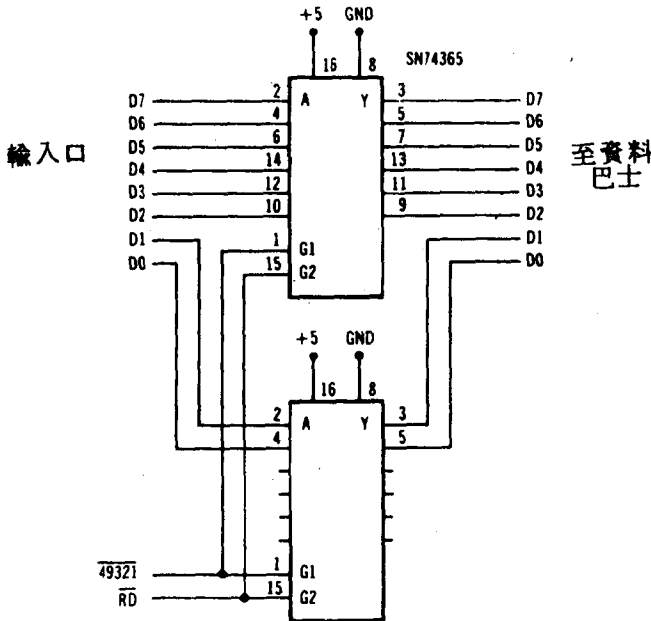 +5 GND
SN74365
16 8
D7 2 A Y 3 D7
D6 4 5 D6
輸入口 D5 6 7 D5 至資料
D4 14 13 D4 巴士
D3 12 11 D3
D2 10 9 D2
D1 1 G1 D1
D0 15 G2 D0
+5 GND
16 8
2 A Y 3
4 5
49321 1 G1
RD 15 G2